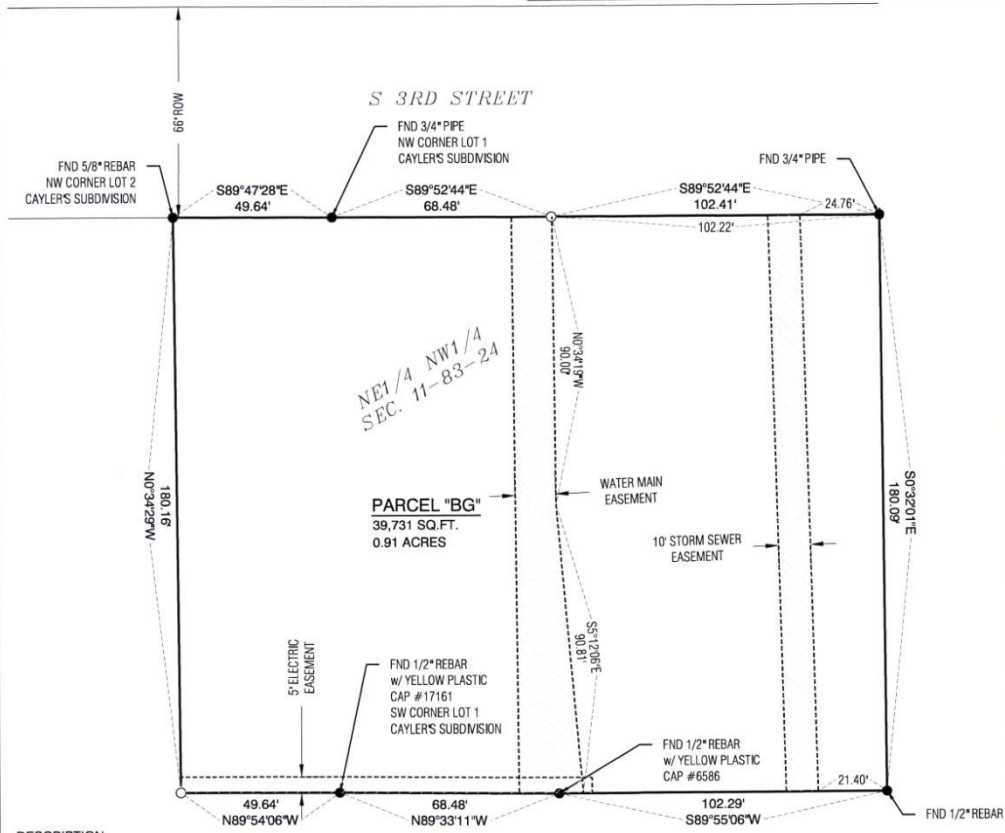 66' ROW
S 3RD STREET
FND 3/4" PIPE
NW CORNER LOT 1
CAYLER'S SUBDIVISION
FND 5/8" REBAR
NW CORNER LOT 2
CAYLER'S SUBDIVISION
FND 3/4" PIPE
S89°47'28"E
49.64'
S89°52'44"E
68.48'
S89°52'44"E
102.41'
24.76'
102.22'
NE1/4 NW1/4
SEC. 11-83-24
N0°34'19"W
90.00'
180.16'
N0°34'29"W
PARCEL "BG"
39,731 SQ.FT.
0.91 ACRES
WATER MAIN
EASEMENT
10' STORM SEWER
EASEMENT
S0°32'01"E
180.09'
S5°12'06"E
90.81'
5' ELECTRIC
EASEMENT
FND 1/2" REBAR
w/ YELLOW PLASTIC
CAP #17161
SW CORNER LOT 1
CAYLER'S SUBDIVISION
FND 1/2" REBAR
w/ YELLOW PLASTIC
CAP #6586
21.40'
FND 1/2" REBAR
49.64'
N89°54'06"W
68.48'
N89°33'11"W
102.29'
S89°55'06"W